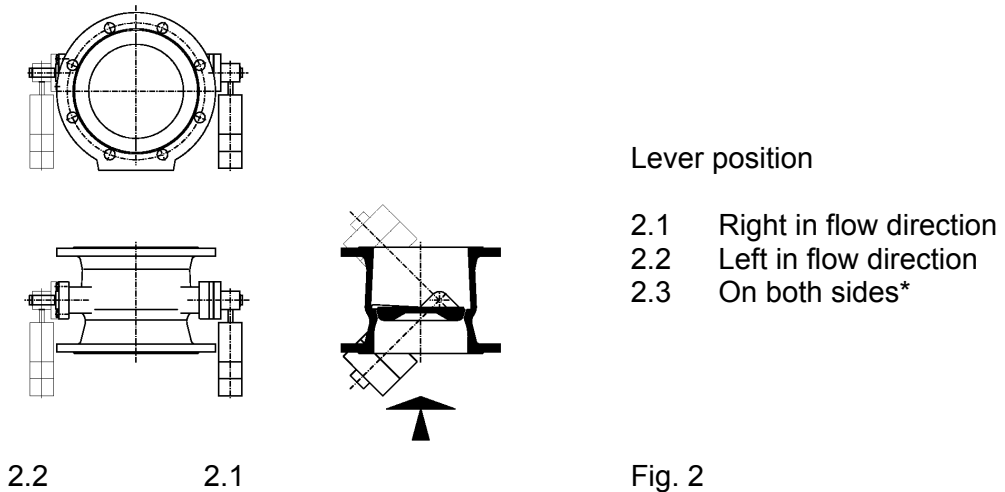 Lever position
2.1 Right in flow direction
2.2 Left in flow direction
2.3 On both sides*
2.2 2.1 Fig. 2